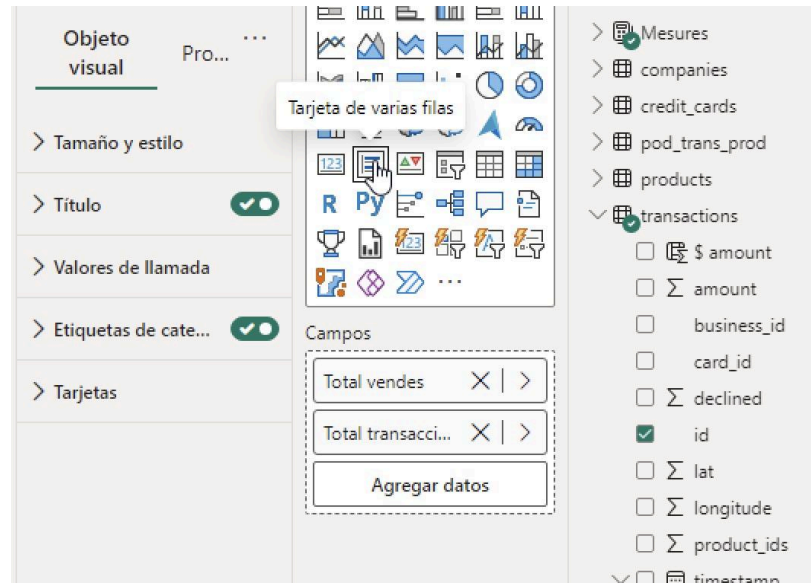 Objeto
visual
Pro...
...
Tamaño y estilo
Título
Valores de llamada
Etiquetas de cate...
Tarjetas
Tarjeta de varias filas
123
R
Py
123
...
Campos
Total vendes
Total transacci...
Agregar datos
Mesures
companies
credit_cards
pod_trans_prod
products
transactions
$ amount
amount
business_id
card_id
declined
id
lat
longitude
product_ids
timestamp